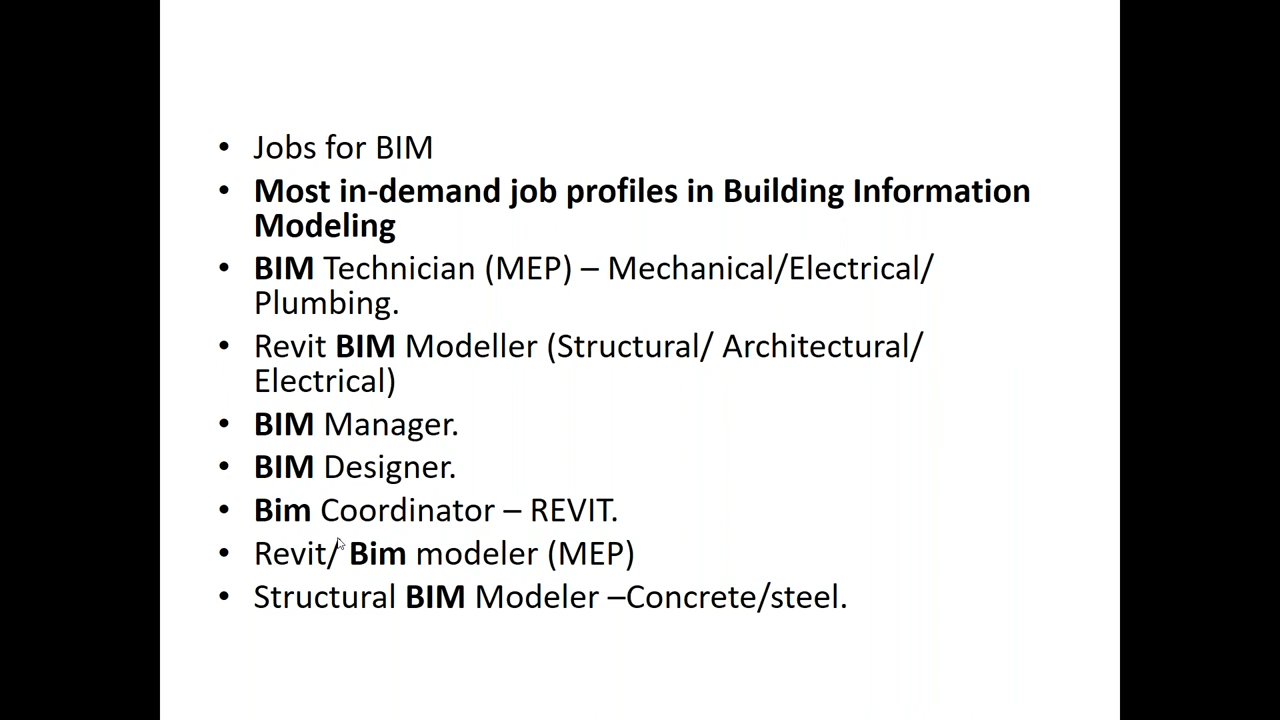 • Jobs for BIM
• Most in-demand job profiles in Building Information
Modeling
• BIM Technician (MEP) – Mechanical/Electrical/
Plumbing.
• Revit BIM Modeller (Structural/ Architectural/
Electrical)
• BIM Manager.
• BIM Designer.
• Bim Coordinator – REVIT.
• Revit/ Bim modeler (MEP)
• Structural BIM Modeler –Concrete/steel.